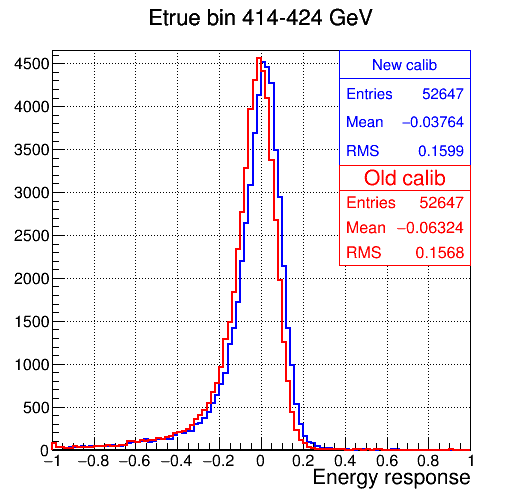 Etrue bin 414-424 GeV
New calib
Entries 52647
Mean −0.03764
RMS 0.1599
Old calib
Entries 52647
Mean −0.06324
RMS 0.1568
4500
4000
3500
3000
2500
2000
1500
1000
500
0
−1 −0.8 −0.6 −0.4 −0.2 0 0.2 0.4 0.6 0.8 1
Energy response